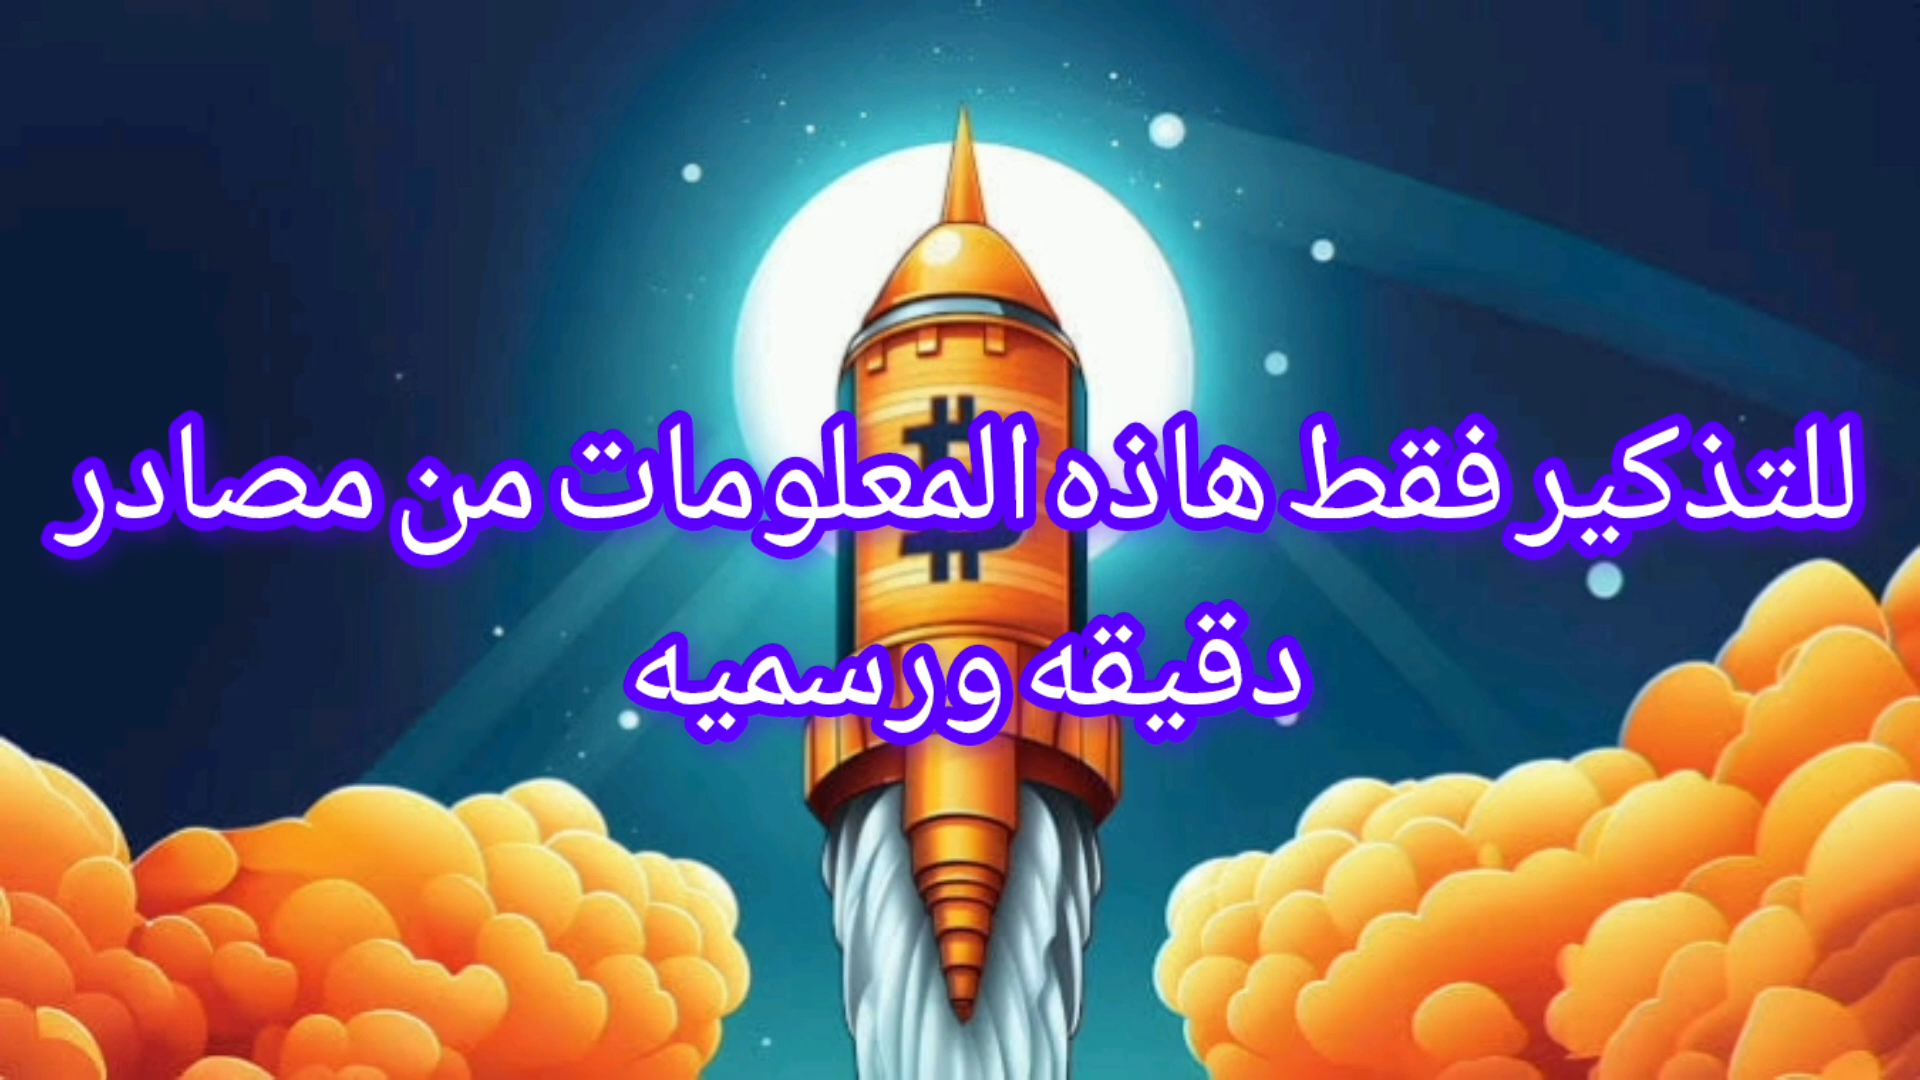 للتذكير فقط هاذه المعلومات من مصادر
دقيقه ورسميه